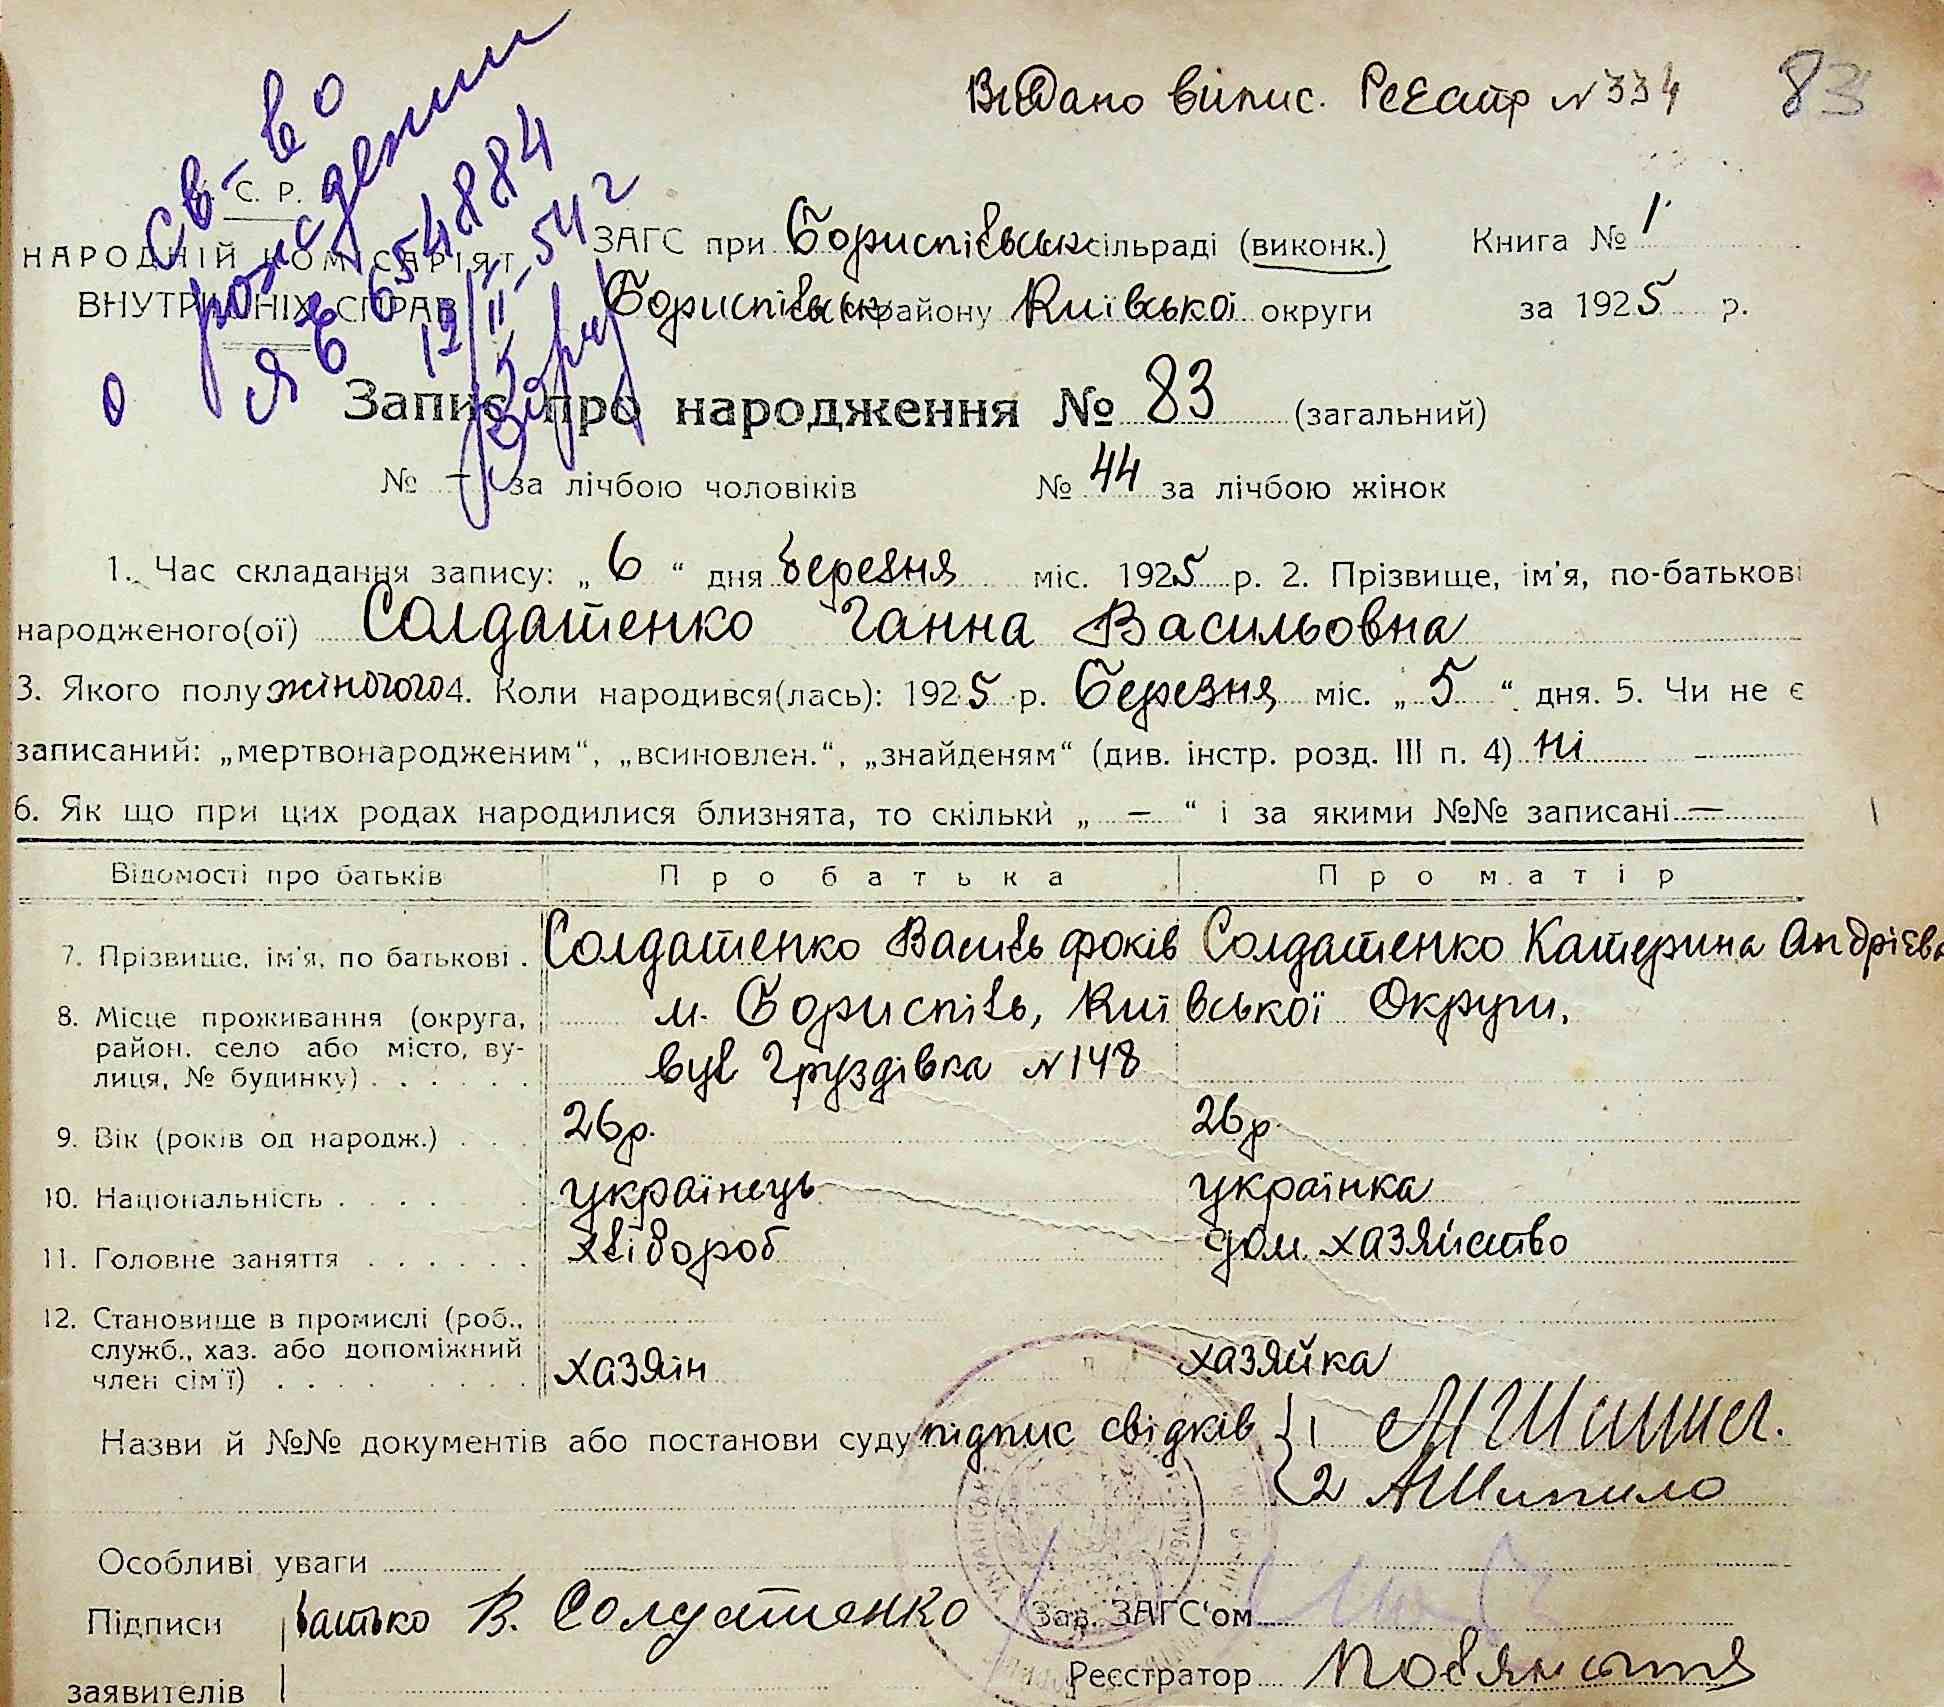 Видано випис. Реєстр № 334 83
Св-во
о рождении
ЯЕ 654884
12/II-54 г
С. Р.
НАРОДНІЙ КОМІСАРІЯТ
ВНУТРІШНІХ СПРАВ
ЗАГС при Бориспільськ сільраді (виконк.) Книга № 1
Бориспільськ району Київської округи за 1925 р.
Запис про народження № 83 (загальний)
№ — за лічбою чоловіків № 44 за лічбою жінок
1. Час складання запису: „ 6 “ дня березня міс. 1925 р. 2. Прізвище, ім'я, по-батькові
народженого(ої) Солдатенко Ганна Васильовна
3. Якого полу жіночого 4. Коли народився(лась): 1925 р. Березня міс. „ 5 “ дня. 5. Чи не є
записаний: „мертвонародженим“, „всиновлен.“, „знайденям“ (див. інстр. розд. III п. 4) ні
6. Як що при цих родах народилися близнята, то скільки „ — “ і за якими №№ записані —
Відомості про батьків Про батька Про матір
7. Прізвище, ім'я, по батькові . Солдатенко Василь Фоків Солдатенко Катерина Андрієва
8. Місце проживання (округа, район, село або місто, вулиця, № будинку) . . . . . . м. Бориспіль, Київської Округи,
вул Груздівка № 148
9. Вік (років од народж.) . . . 26 р. 26 р.
10. Національність . . . . . українець українка
11. Головне заняття . . . . . . хлібороб дом. хазяйство
12. Становище в промислі (роб., служб., хаз. або допоміжний член сім'ї) . . . . хазяїн хазяйка
Назви й №№ документів або постанови суду підпис свідків { 1
2 АШипило
Особливі уваги
Підписи батько В. Солдатенко Зав. ЗАГС'ом
заявителів Реєстратор